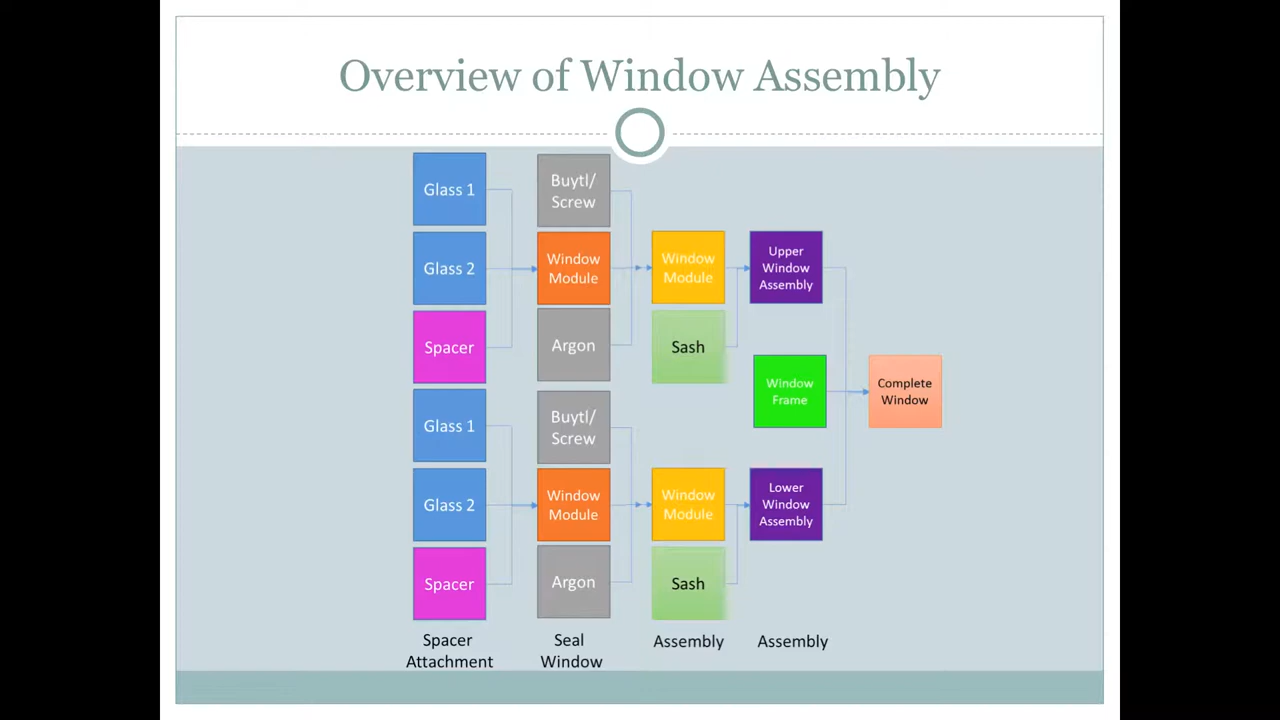 Overview of Window Assembly
Glass 1
Buytl/
Screw
Glass 2
Window
Module
Window
Module
Upper
Window
Assembly
Spacer
Argon
Sash
Window
Frame
Complete
Window
Glass 1
Buytl/
Screw
Glass 2
Window
Module
Window
Module
Lower
Window
Assembly
Spacer
Argon
Sash
Spacer
Attachment
Seal
Window
Assembly
Assembly